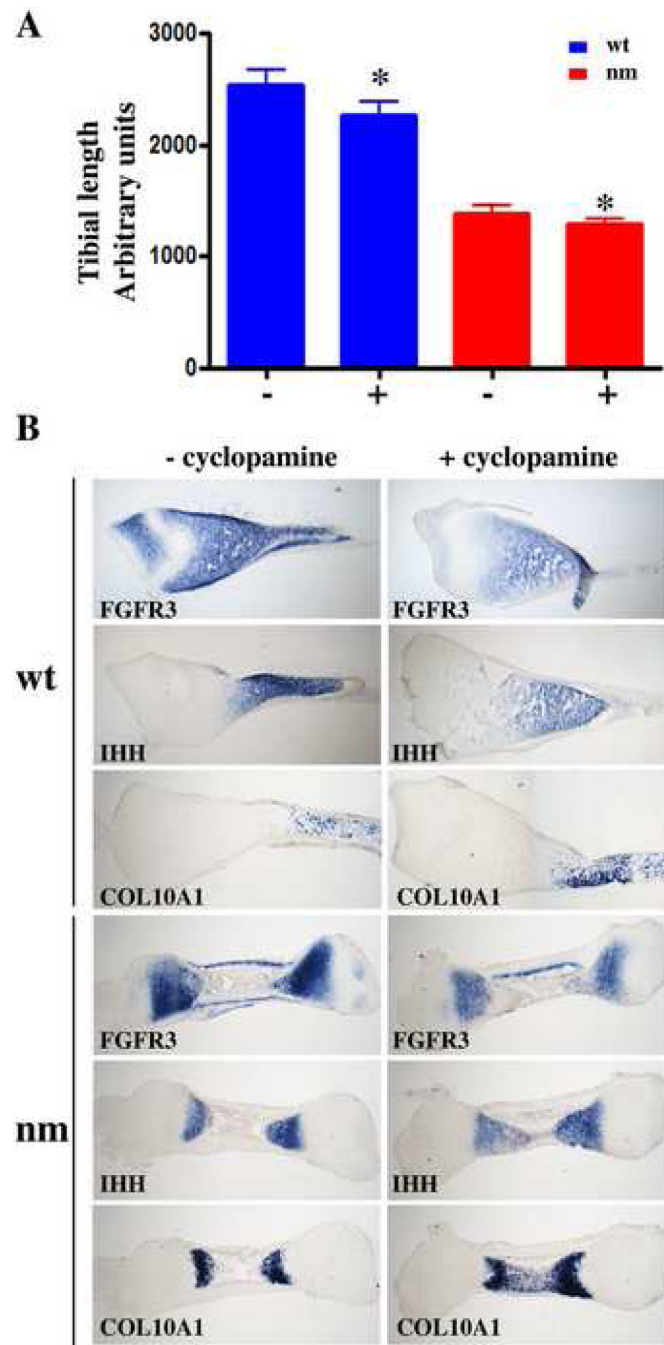 A
3000
2000
1000
0
Tibial length
Arbitrary units
wt
nm
*
*
- + - +
B
- cyclopamine + cyclopamine
wt
FGFR3 FGFR3
IHH IHH
COL10A1 COL10A1
nm
FGFR3 FGFR3
IHH IHH
COL10A1 COL10A1